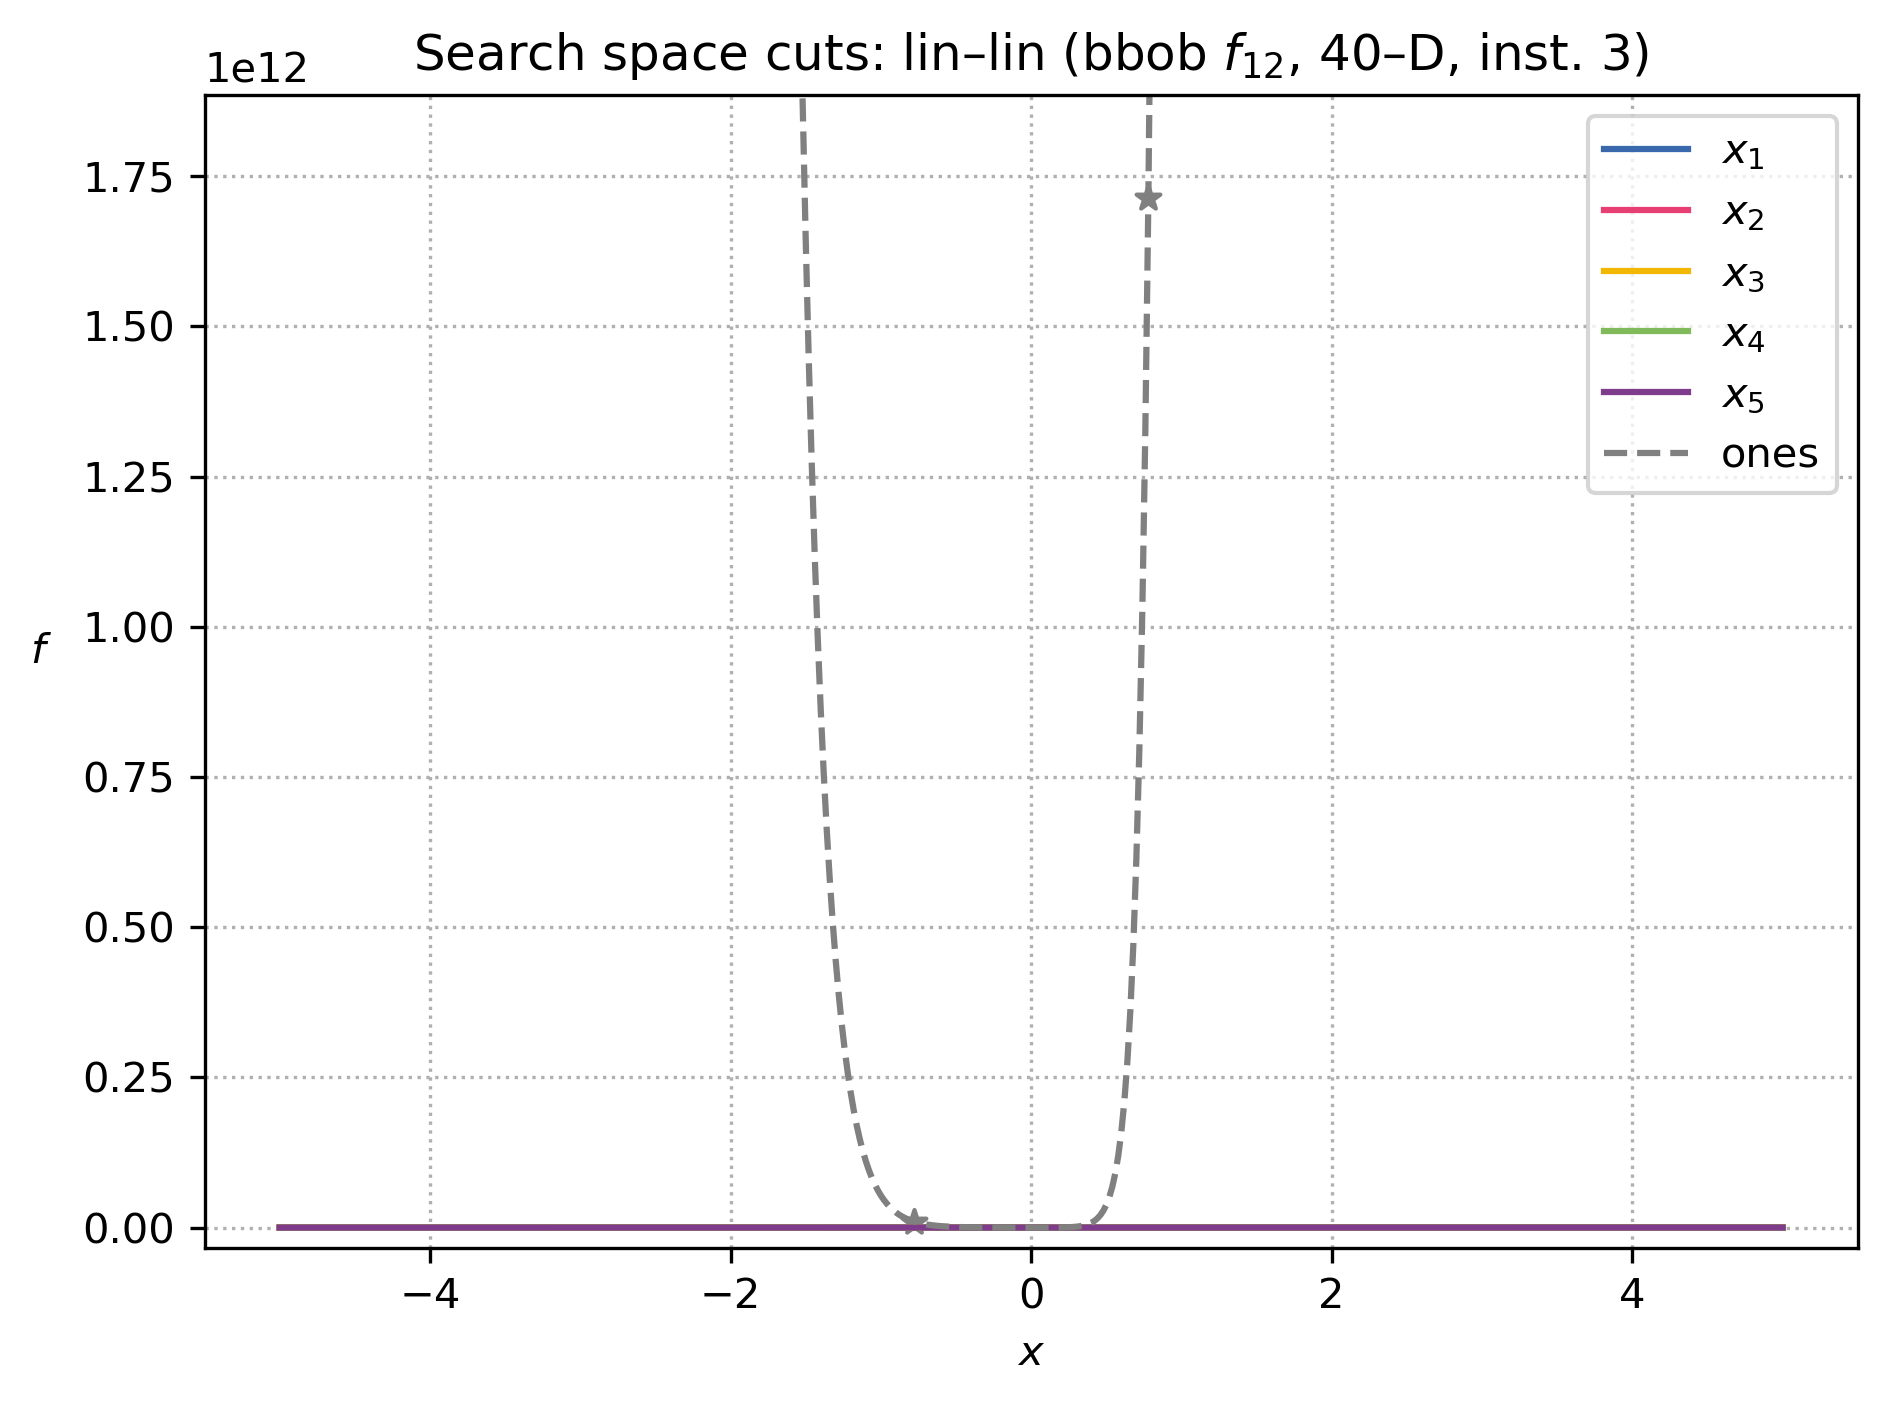 Search space cuts: lin–lin (bbob f12, 40–D, inst. 3)
1e12
1.75
1.50
1.25
1.00
0.75
0.50
0.25
0.00
f
x1
x2
x3
x4
x5
ones
−4
−2
0
2
4
x